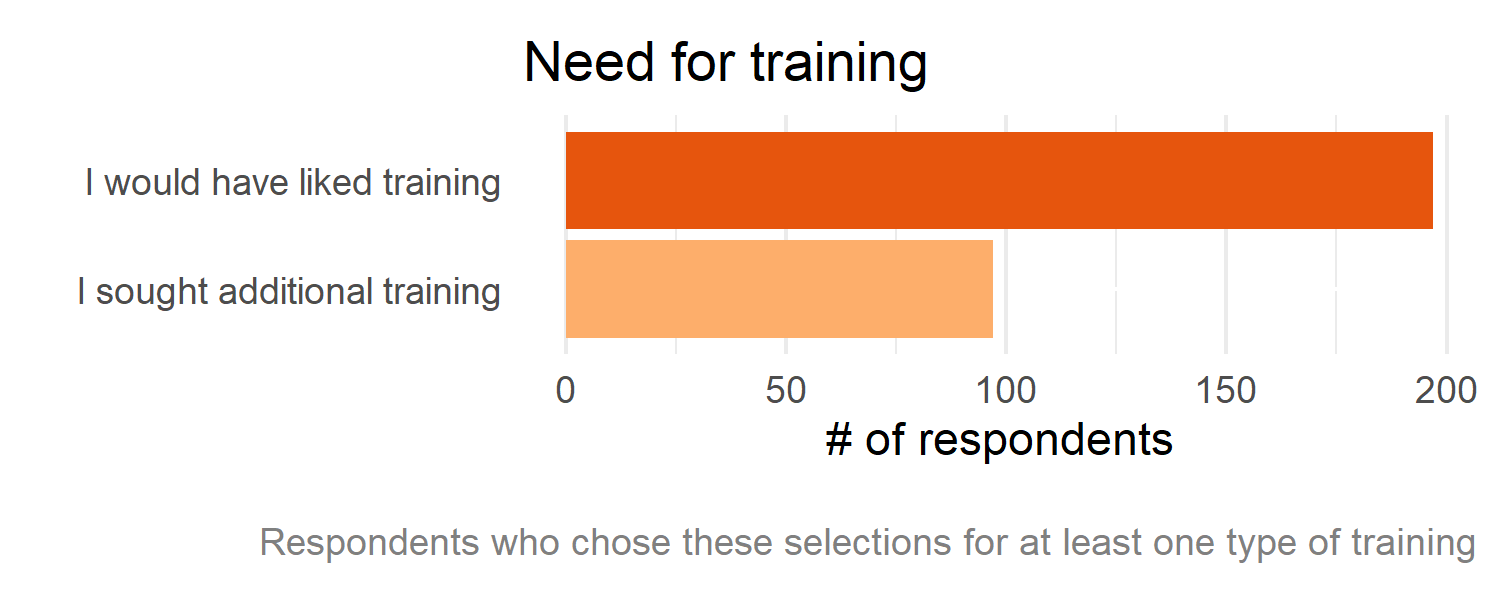 Need for training
I would have liked training
I sought additional training
0 50 100 150 200
# of respondents
Respondents who chose these selections for at least one type of training